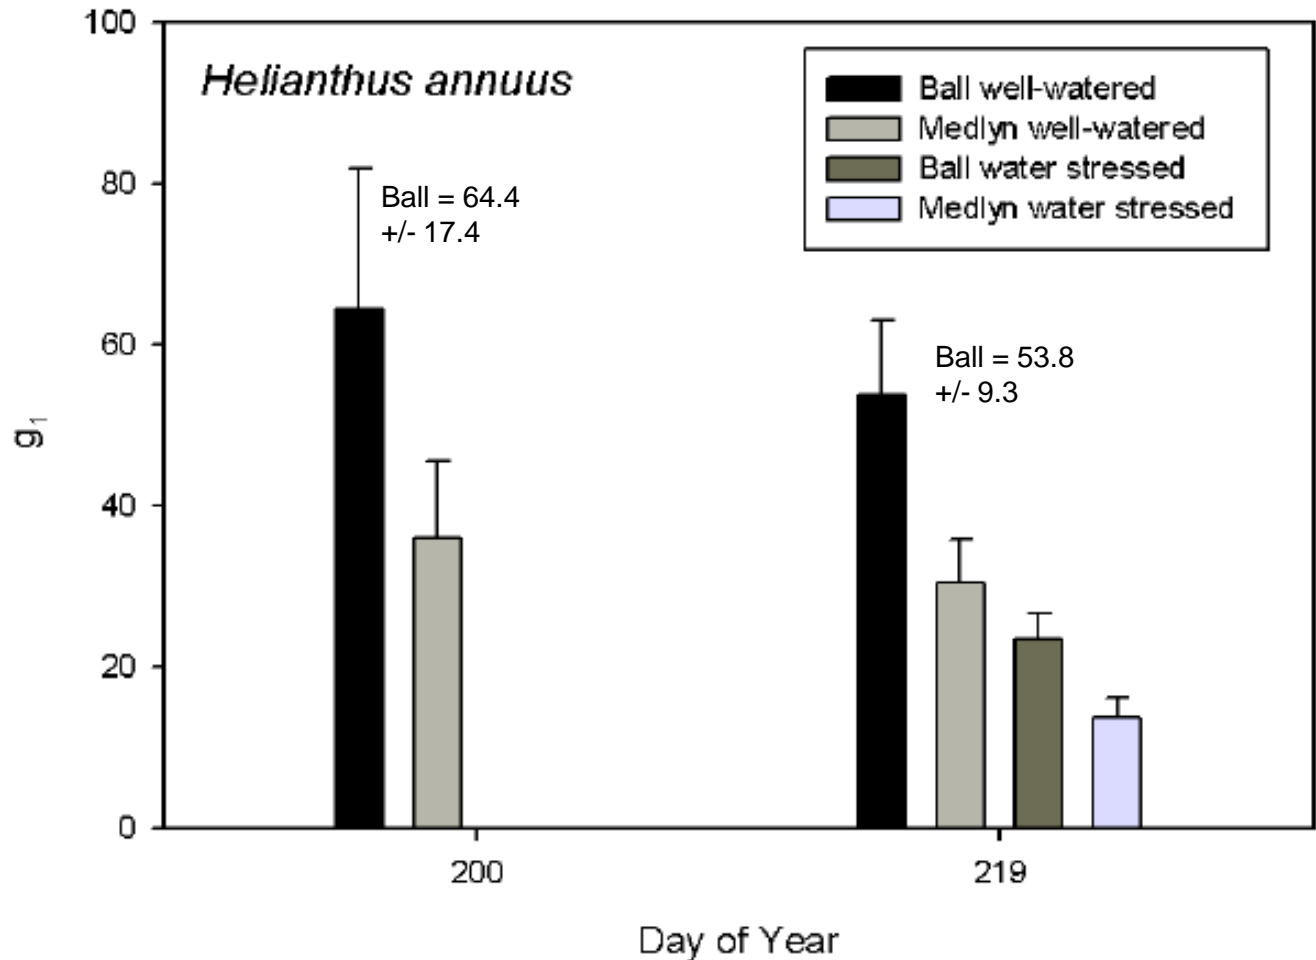 100
Helianthus annuus
Ball well-watered
Medlyn well-watered
Ball water stressed
Medlyn water stressed
80
Ball = 64.4
+/- 17.4
60
Ball = 53.8
+/- 9.3
g₁
40
20
0
200
219
Day of Year